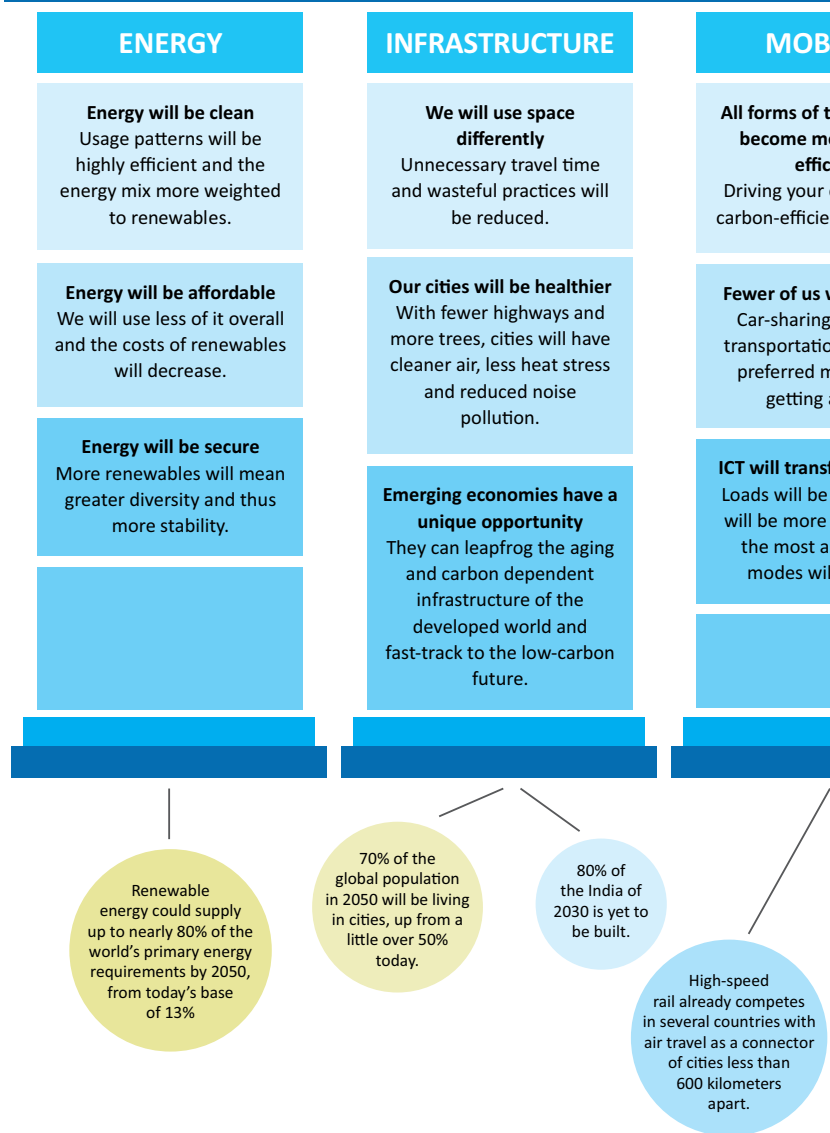 ENERGY
Energy will be clean
Usage patterns will be
highly efficient and the
energy mix more weighted
to renewables.
Energy will be affordable
We will use less of it overall
and the costs of renewables
will decrease.
Energy will be secure
More renewables will mean
greater diversity and thus
more stability.
Renewable
energy could supply
up to nearly 80% of the
world's primary energy
requirements by 2050,
from today's base
of 13%
INFRASTRUCTURE
We will use space
differently
Unnecessary travel time
and wasteful practices will
be reduced.
Our cities will be healthier
With fewer highways and
more trees, cities will have
cleaner air, less heat stress
and reduced noise
pollution.
Emerging economies have a
unique opportunity
They can leapfrog the aging
and carbon dependent
infrastructure of the
developed world and
fast-track to the low-carbon
future.
70% of the
global population
in 2050 will be living
in cities, up from a
little over 50%
today.
80% of
the India of
2030 is yet to
be built.
MOB
All forms of t
become m
effic
Driving your
carbon-efficie
Fewer of us
Car-sharing
transportatio
preferred m
getting a
ICT will transf
Loads will be
will be more
the most a
modes wil
High-speed
rail already competes
in several countries with
air travel as a connector
of cities less than
600 kilometers
apart.